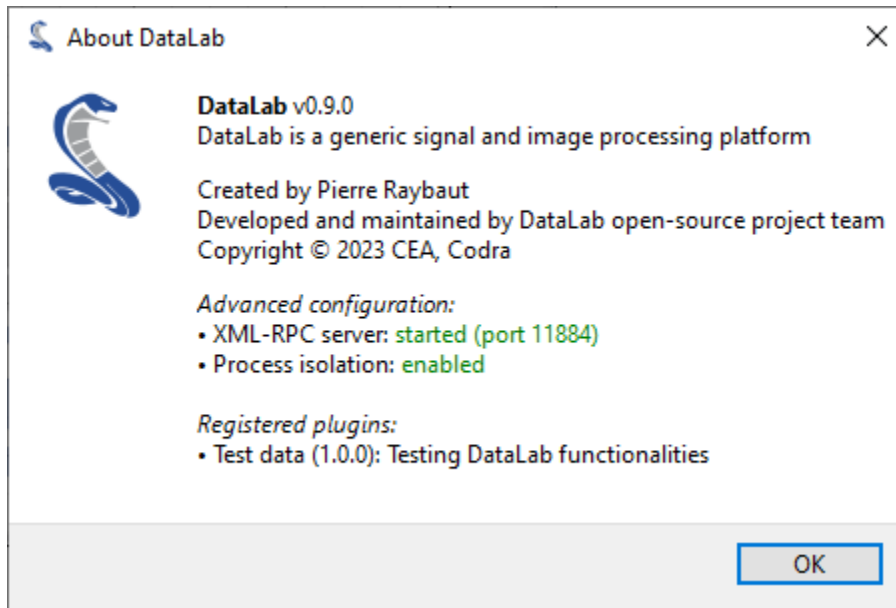 About DataLab
DataLab v0.9.0
DataLab is a generic signal and image processing platform
Created by Pierre Raybaut
Developed and maintained by DataLab open-source project team
Copyright © 2023 CEA, Codra
Advanced configuration:
• XML-RPC server: started (port 11884)
• Process isolation: enabled
Registered plugins:
• Test data (1.0.0): Testing DataLab functionalities
OK